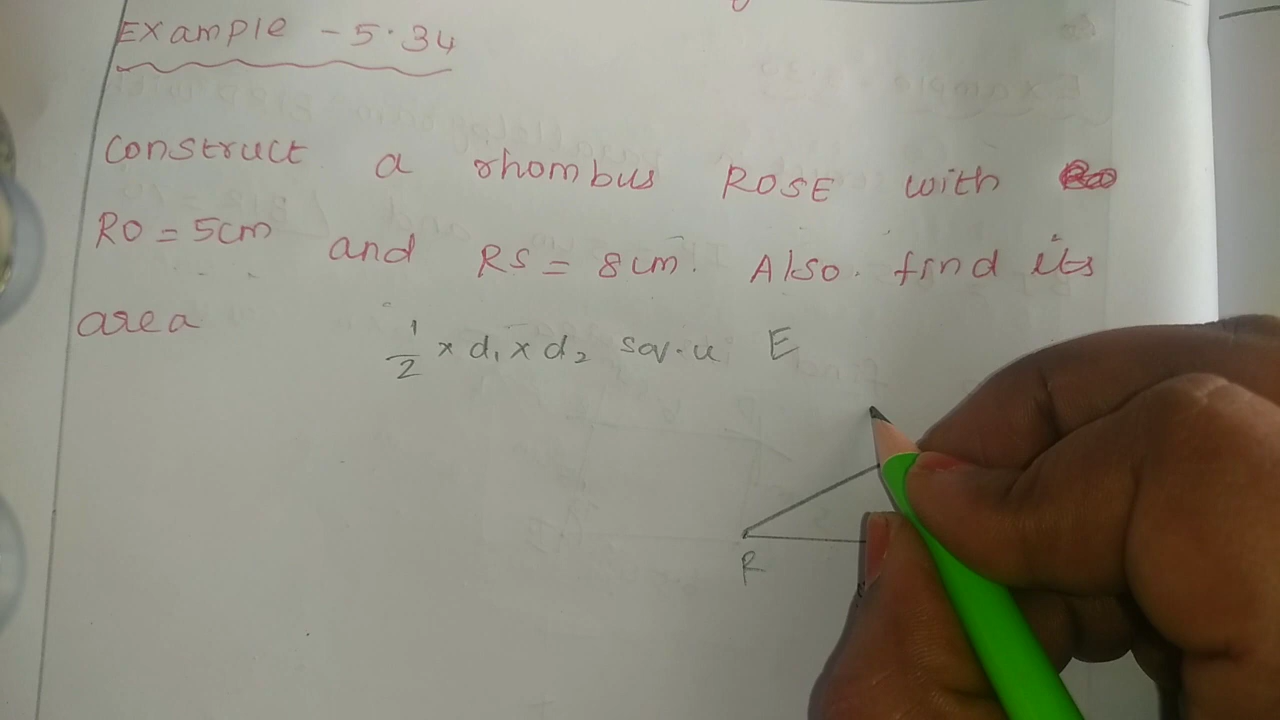 Example - 5.34
construct a rhombus ROSE with
RO = 5cm and RS = 8cm. Also. find its
area
1/2 x d₁ x d₂ sq.u E
R